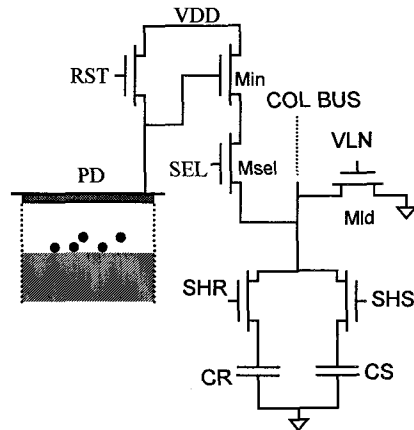 VDD
RST
Min
COL BUS
VLN
PD
SEL
Msel
Mld
SHR
SHS
CR
CS